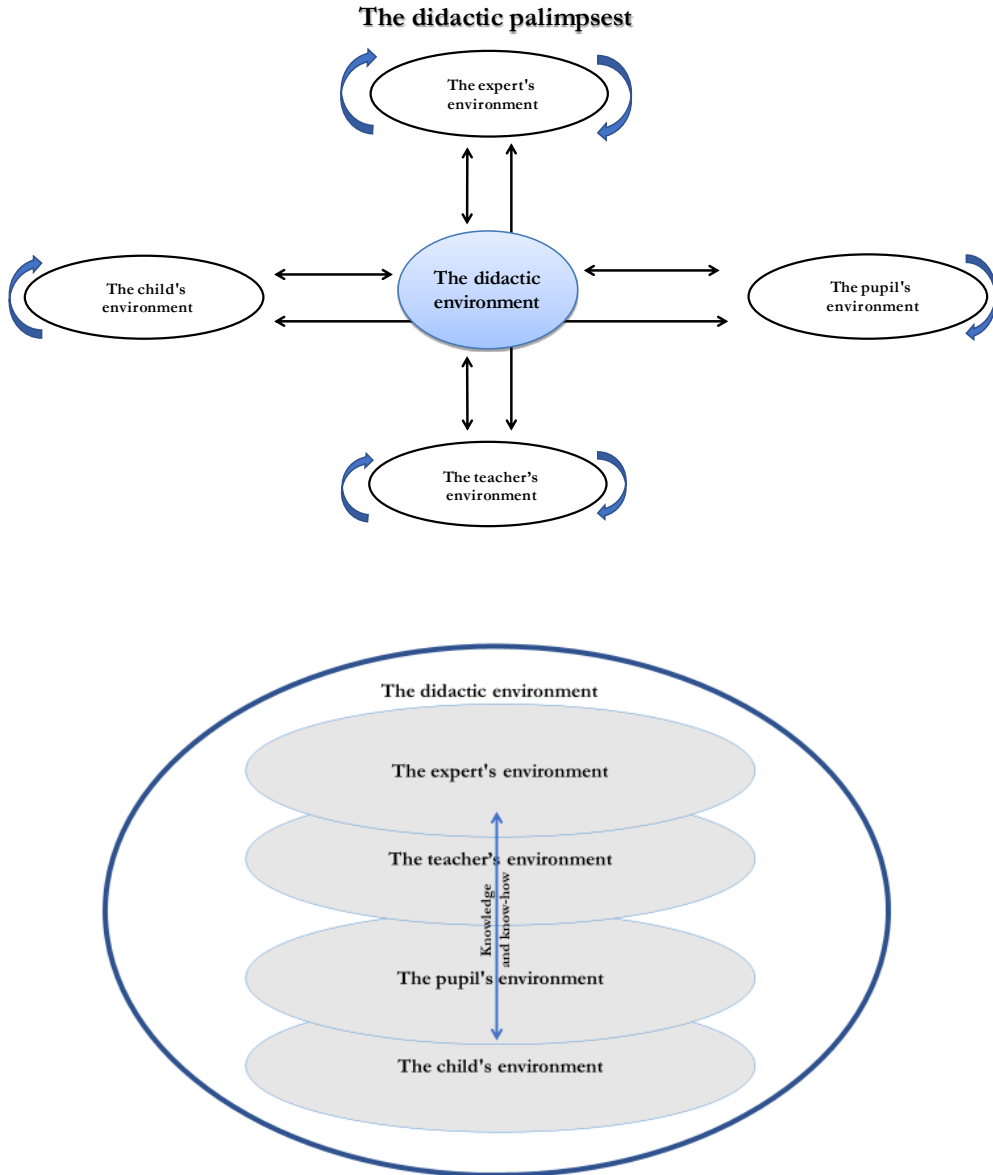 The didactic palimpsest
The expert's
environment
The child's
environment
The didactic
environment
The pupil's
environment
The teacher’s
environment
The didactic environment
The expert's environment
The teacher’s environment
Knowledge
and know-how
The pupil's environment
The child's environment